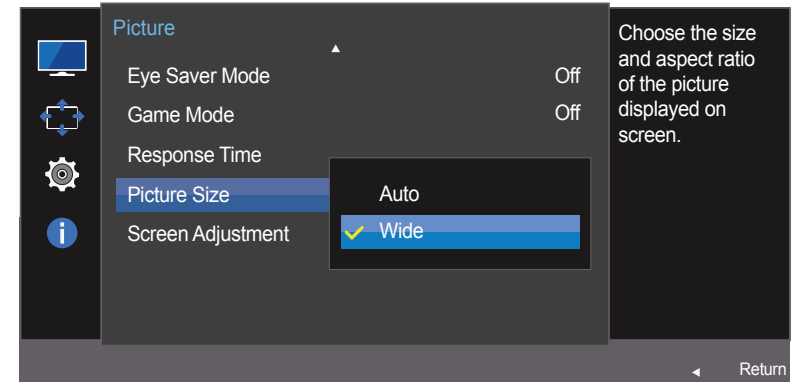 Picture
Eye Saver Mode Off
Game Mode Off
Response Time
Picture Size
Auto
Wide
Screen Adjustment
Choose the size
and aspect ratio
of the picture
displayed on
screen.
Return